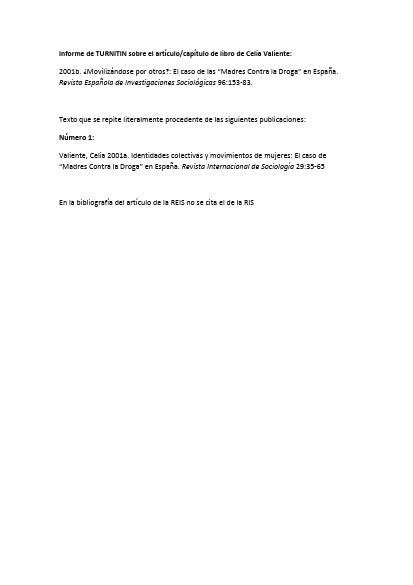 Informe de TURNITIN sobre el artículo/capítulo de libro de Celia Valiente:
2001b. ¿Movilizándose por otros?: El caso de las “Madres Contra la Droga” en España.
Revista Española de Investigaciones Sociológicas 96:153-83.
Texto que se repite literalmente procedente de las siguientes publicaciones:
Número 1:
Valiente, Celia 2001a. Identidades colectivas y movimientos de mujeres: El caso de
“Madres Contra la Droga” en España. Revista Internacional de Sociología 29:35-65
En la bibliografía del artículo de la REIS no se cita el de la RIS